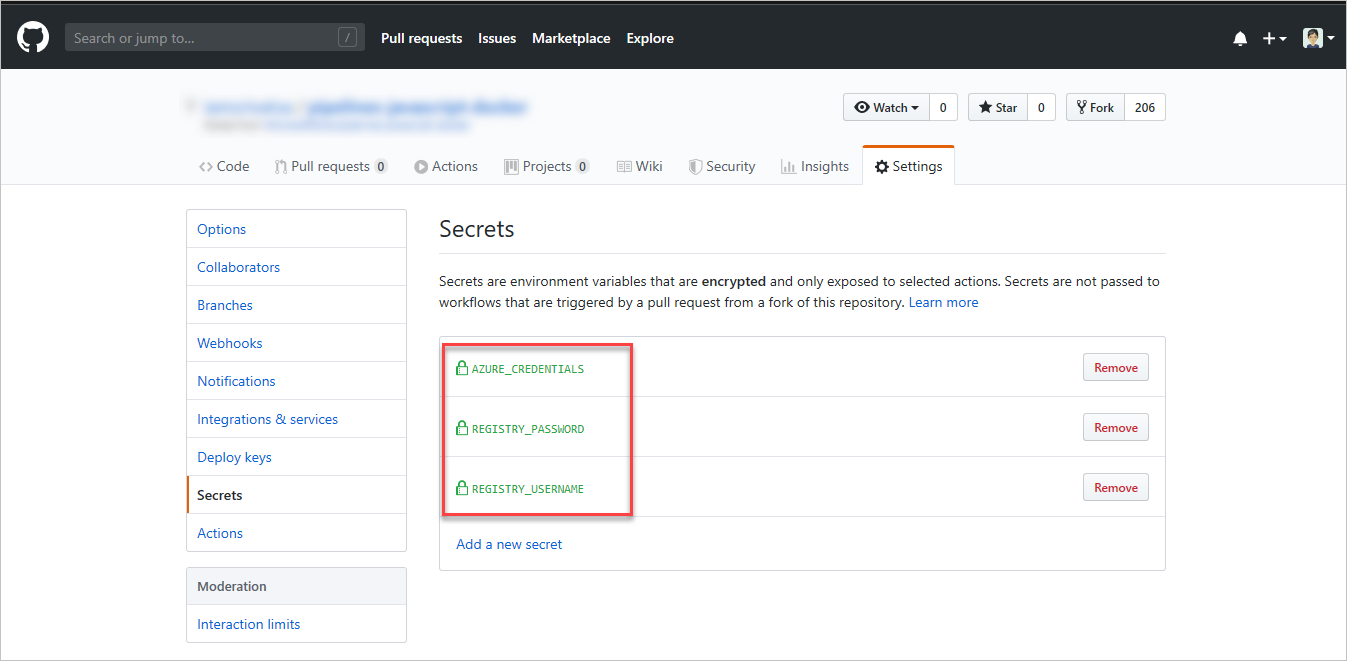 Search or jump to... / Pull requests Issues Marketplace Explore
Watch 0 Star 0 Fork 206
Code Pull requests 0 Actions Projects 0 Wiki Security Insights Settings
Options
Collaborators
Branches
Webhooks
Notifications
Integrations & services
Deploy keys
Secrets
Actions
Moderation
Interaction limits
Secrets
Secrets are environment variables that are encrypted and only exposed to selected actions. Secrets are not passed to
workflows that are triggered by a pull request from a fork of this repository. Learn more
AZURE_CREDENTIALS Remove
REGISTRY_PASSWORD Remove
REGISTRY_USERNAME Remove
Add a new secret